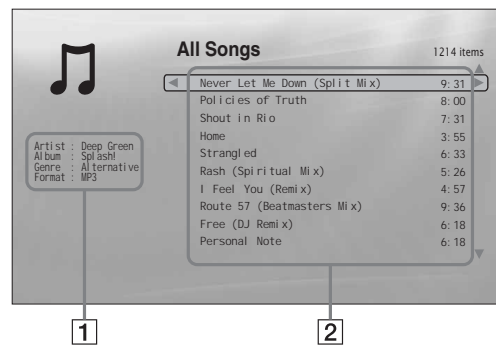 All Songs
1214 items
Never Let Me Down (Split Mix) 9:31
Policies of Truth 8:00
Shout in Rio 7:31
Home 3:55
Strangled 6:33
Rash (Spiritual Mix) 5:26
I Feel You (Remix) 4:57
Route 57 (Beatmasters Mix) 9:36
Free (DJ Remix) 6:18
Personal Note 6:18
Artist : Deep Green
Album : Splash!
Genre : Alternative
Format : MP3
1
2